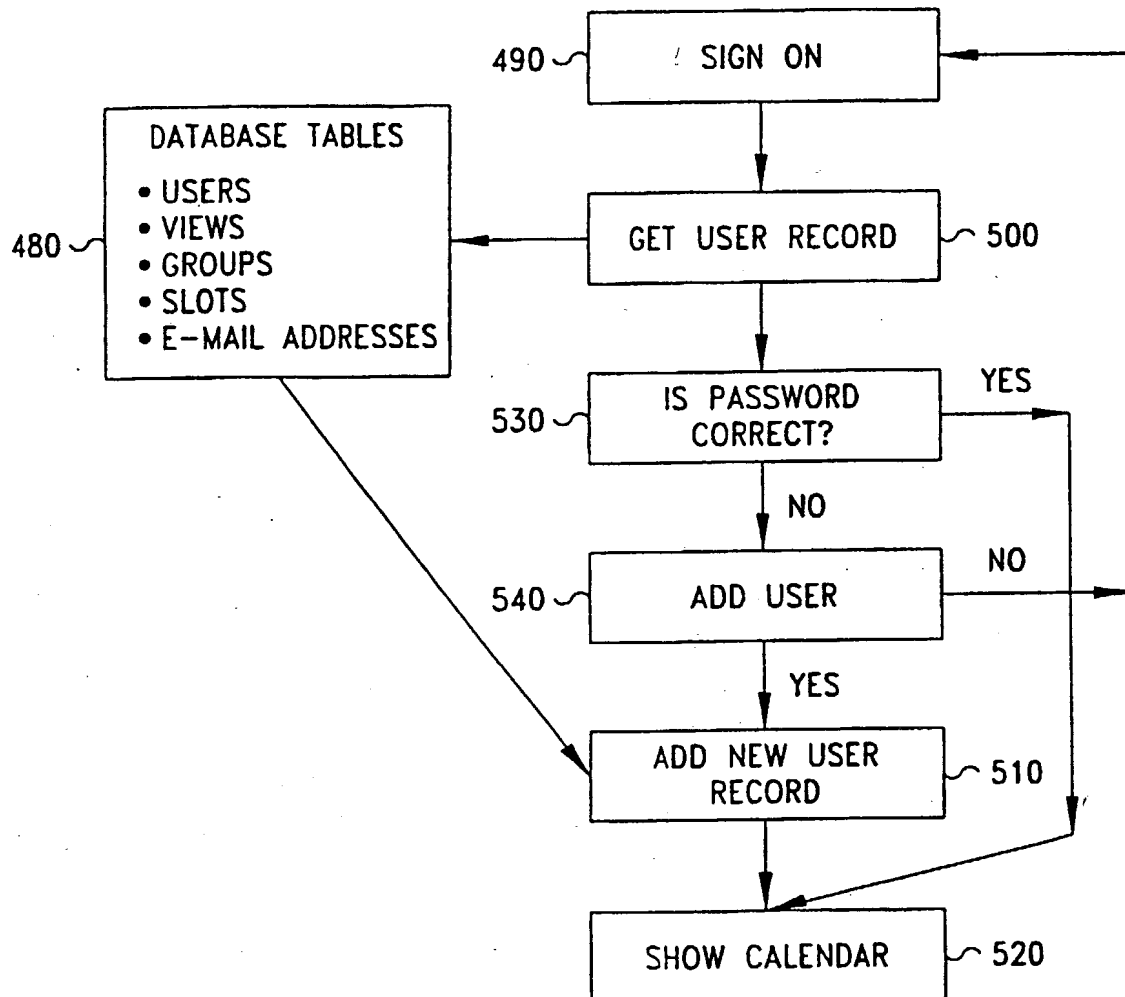 490
SIGN ON
DATABASE TABLES
• USERS
• VIEWS
• GROUPS
• SLOTS
• E-MAIL ADDRESSES
480
GET USER RECORD
500
530
IS PASSWORD
CORRECT?
YES
NO
540
ADD USER
NO
YES
ADD NEW USER
RECORD
510
SHOW CALENDAR
520